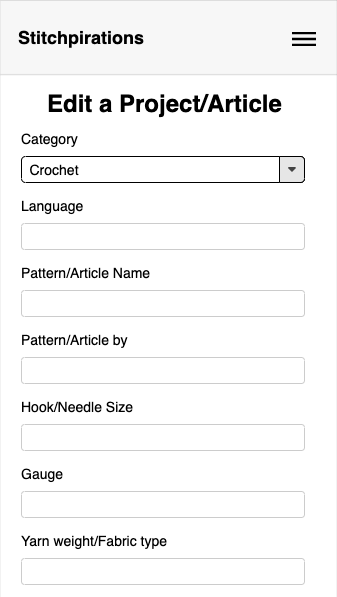 Stitchpirations
Edit a Project/Article
Category
Crochet
Language
Pattern/Article Name
Pattern/Article by
Hook/Needle Size
Gauge
Yarn weight/Fabric type